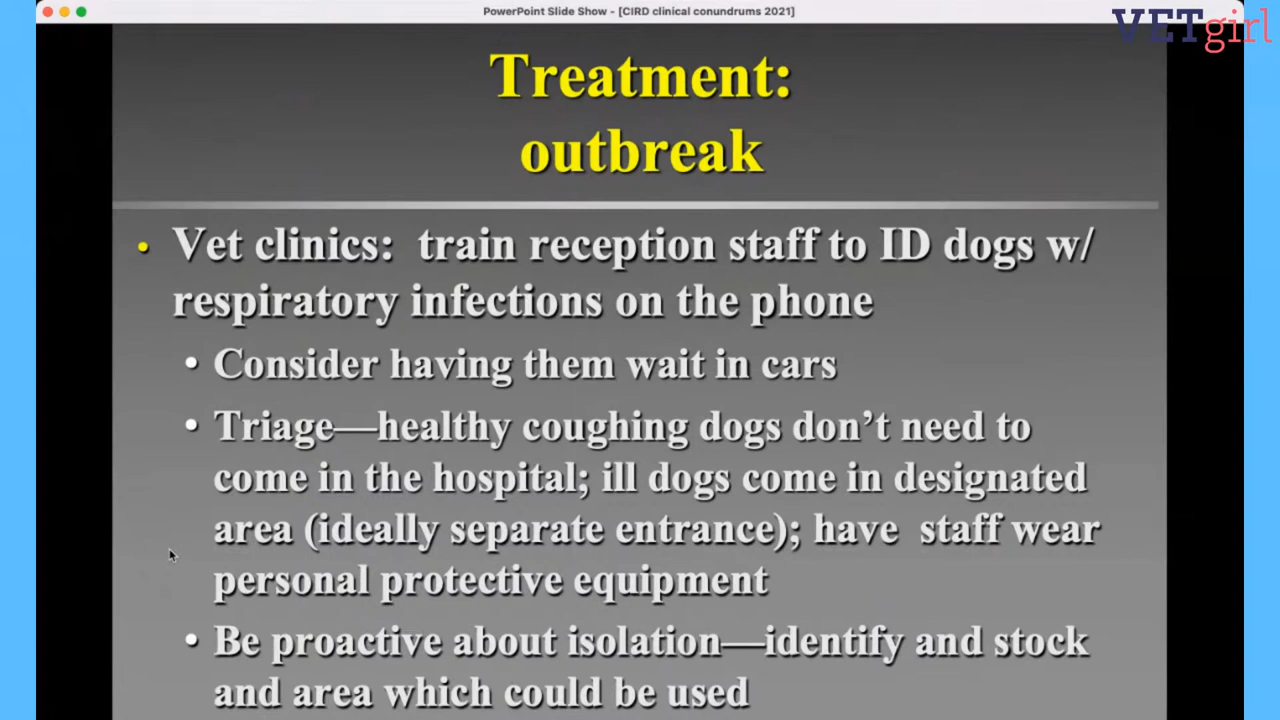 PowerPoint Slide Show - [CIRD clinical conundrums 2021]
VETgirl
Treatment:
outbreak
• Vet clinics:  train reception staff to ID dogs w/
respiratory infections on the phone
• Consider having them wait in cars
• Triage—healthy coughing dogs don’t need to
come in the hospital; ill dogs come in designated
area (ideally separate entrance); have  staff wear
personal protective equipment
• Be proactive about isolation—identify and stock
and area which could be used